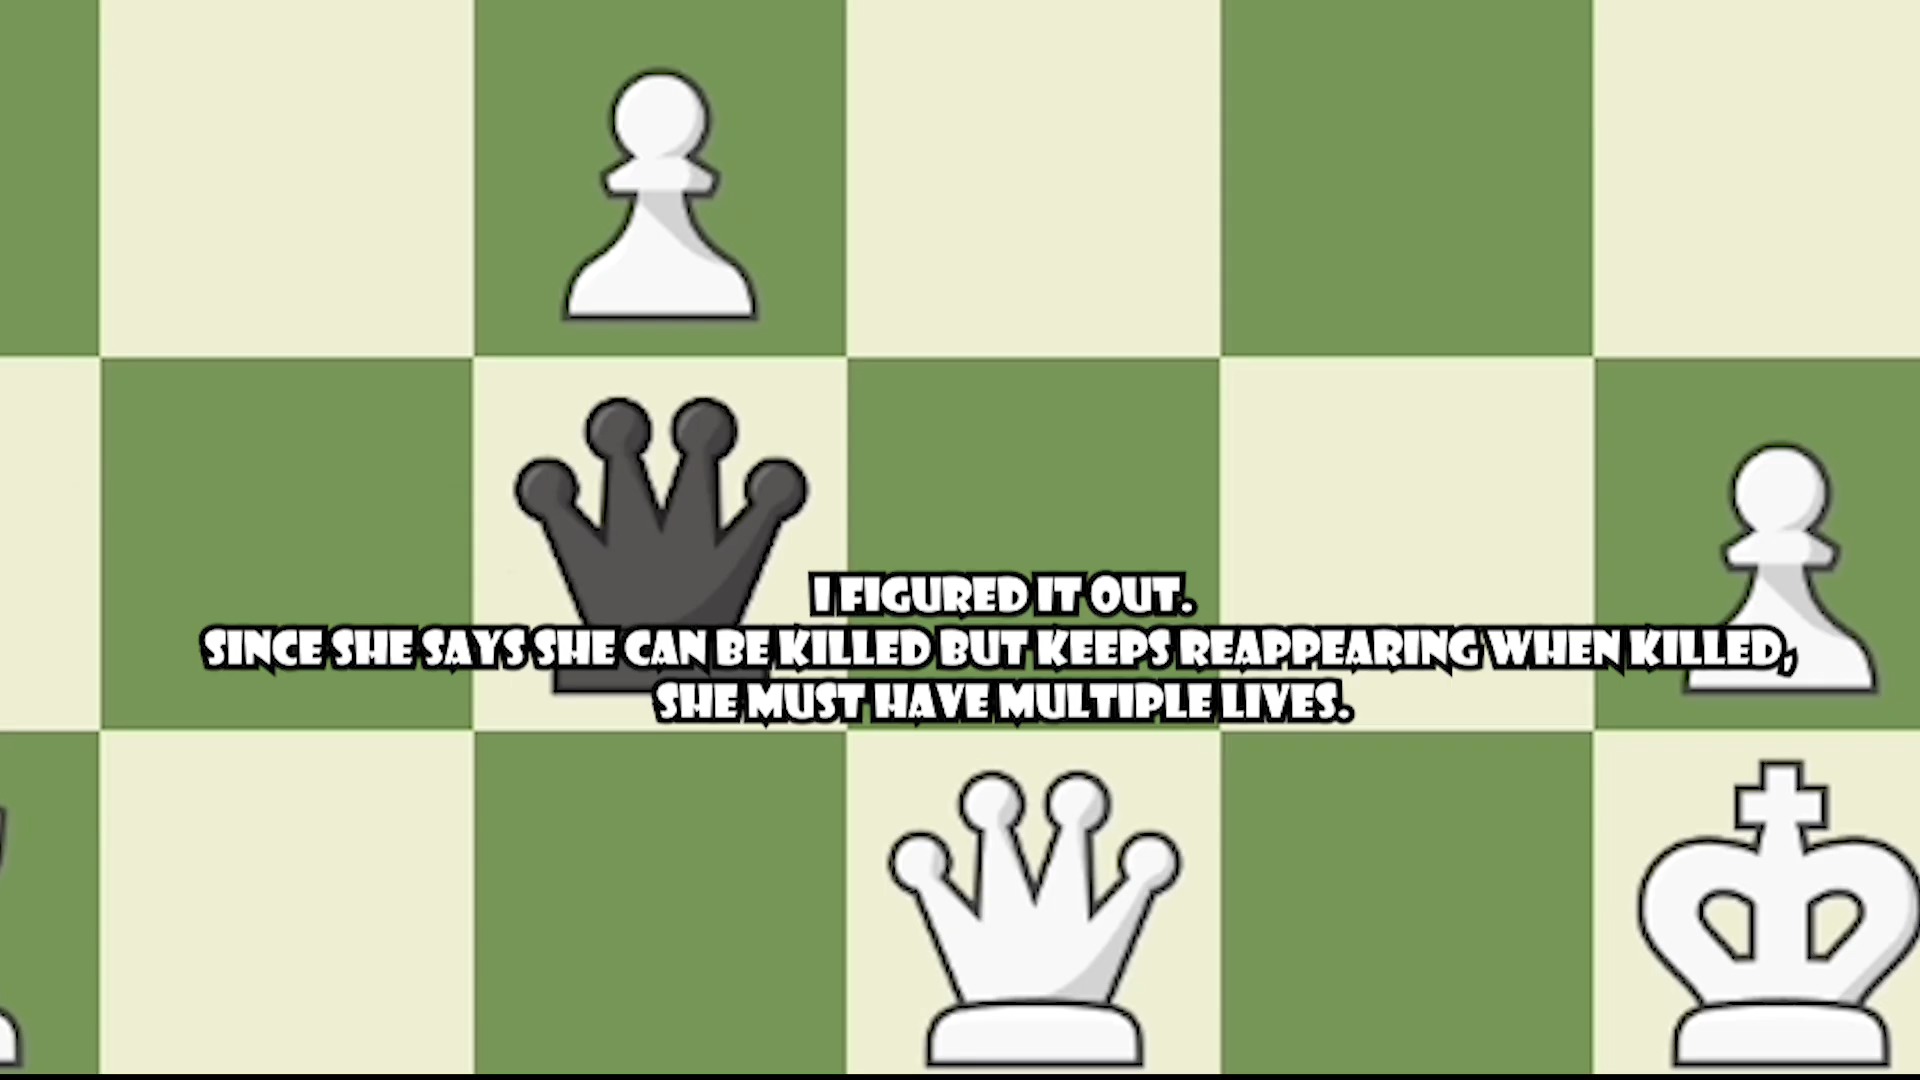 I FIGURED IT OUT.
SINCE SHE SAYS SHE CAN BE KILLED BUT KEEPS REAPPEARING WHEN KILLED,
SHE MUST HAVE MULTIPLE LIVES.